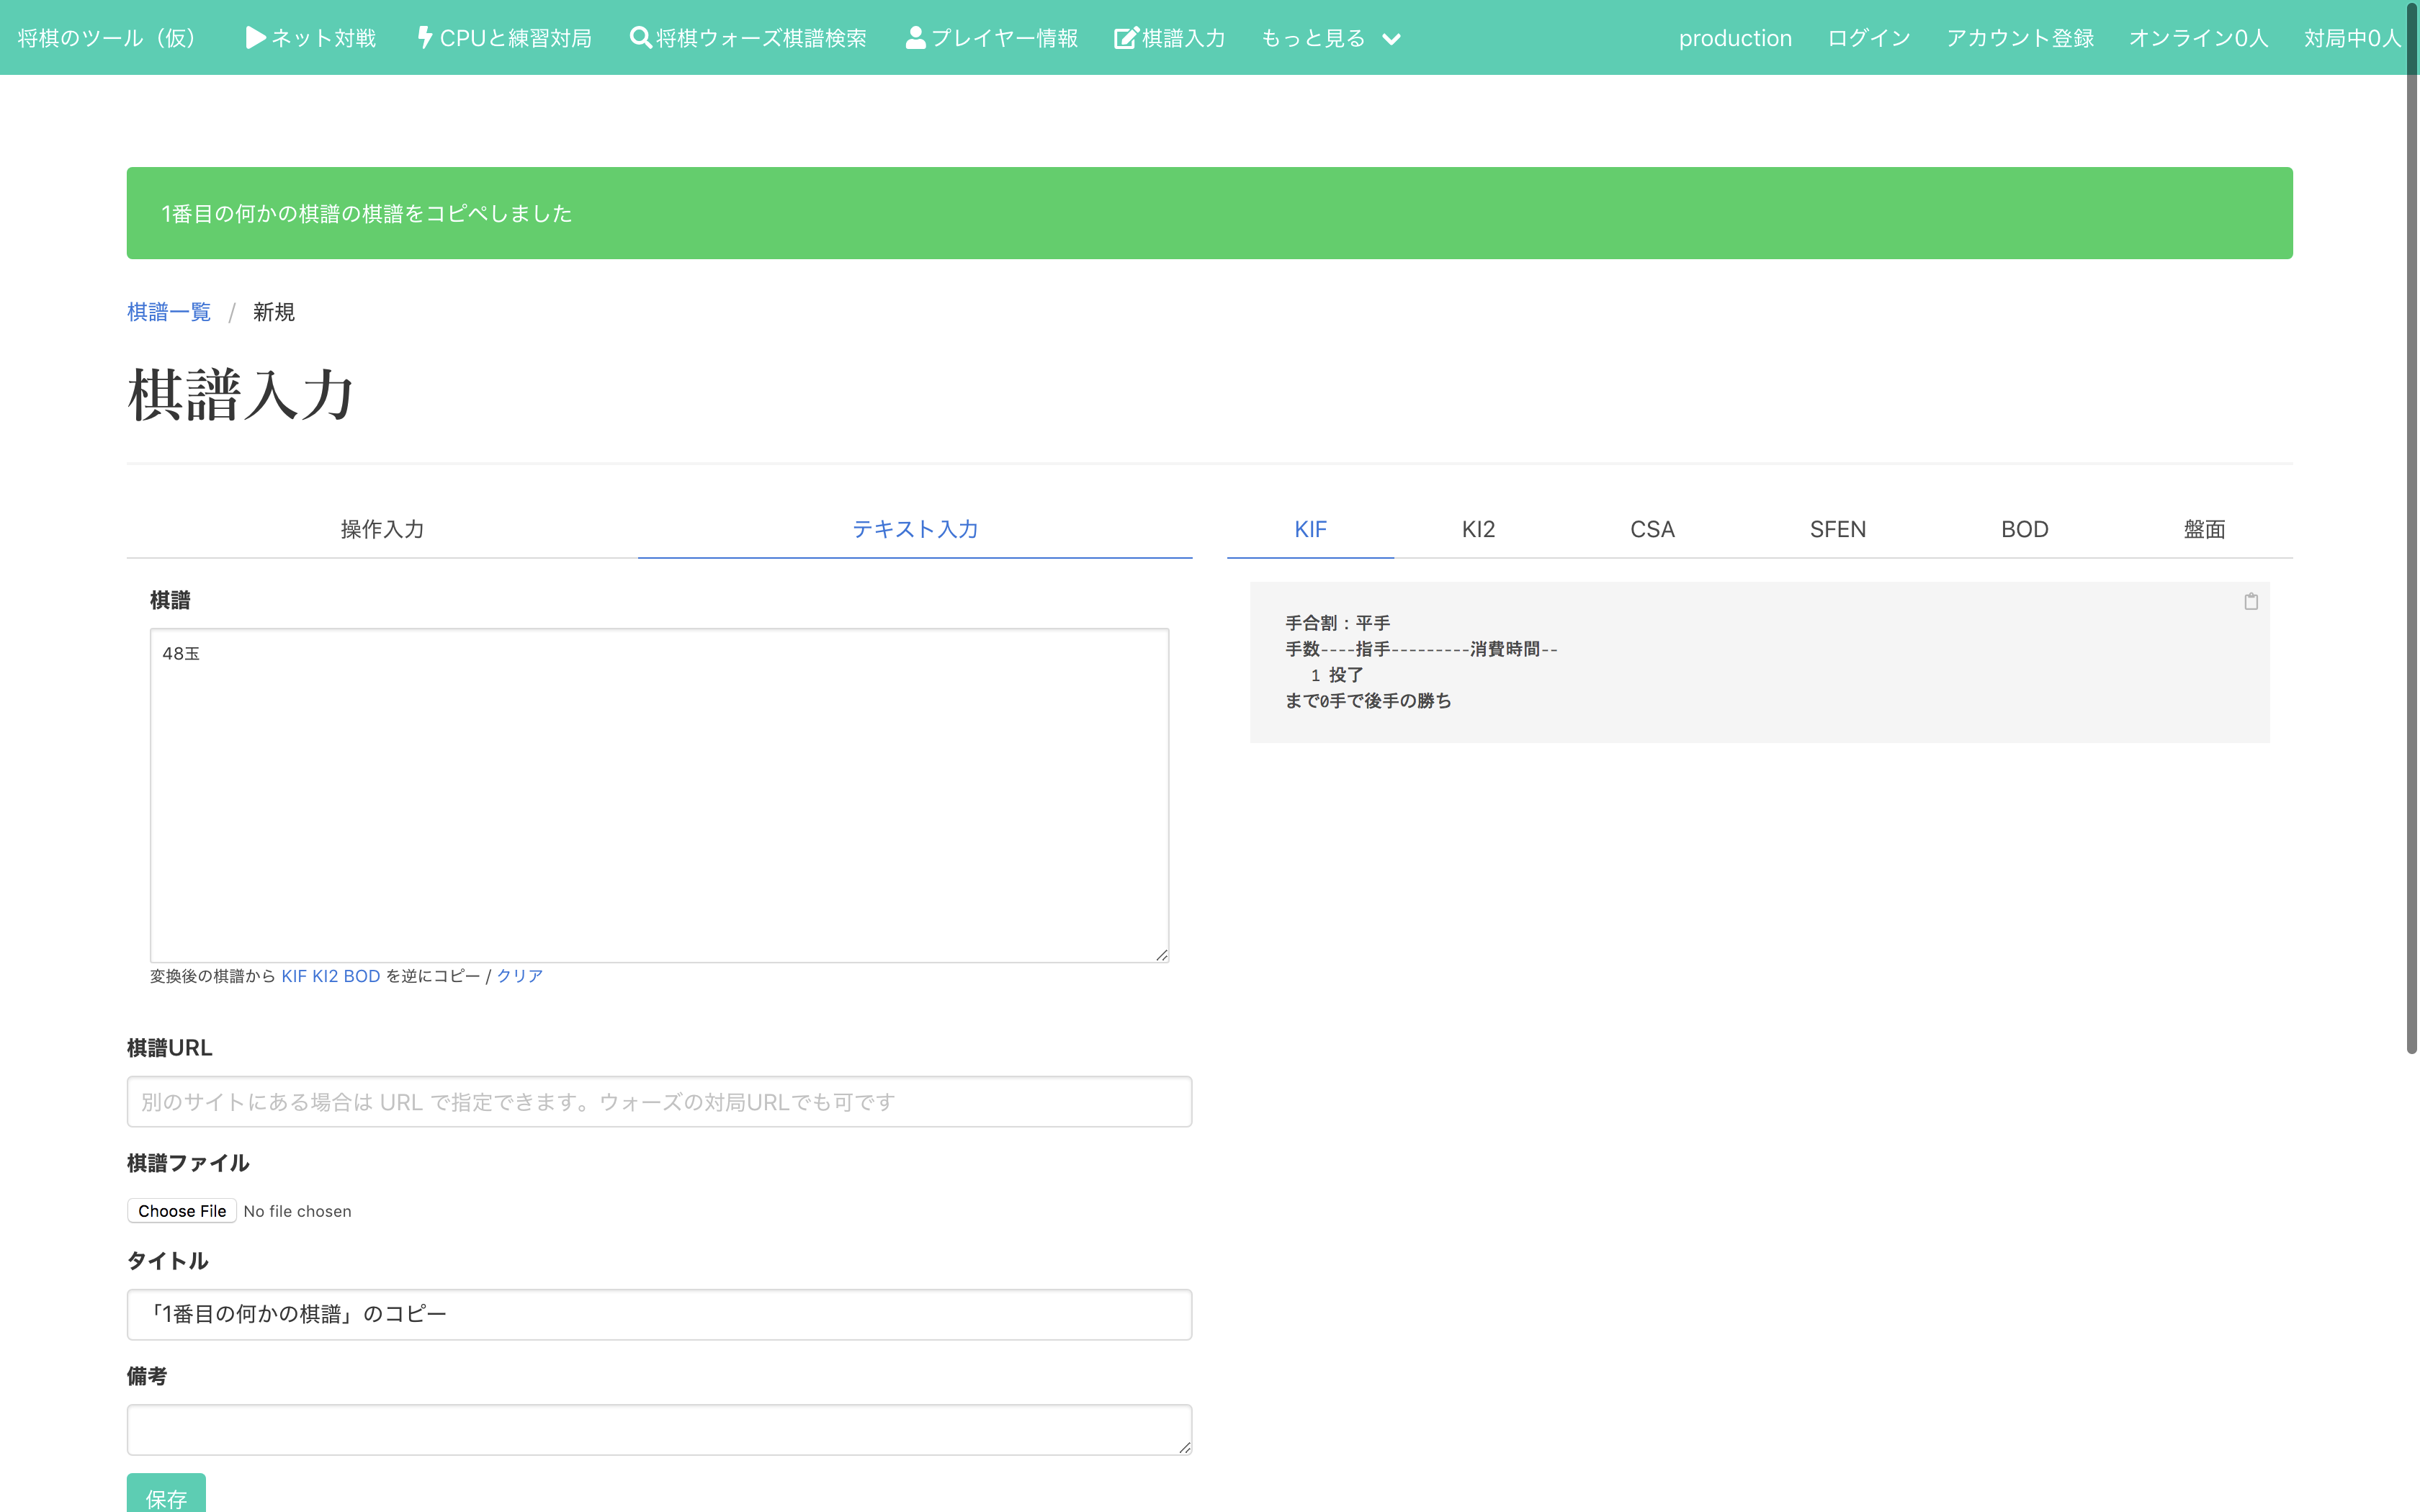 将棋のツール（仮） ネット対戦 CPUと練習対局 将棋ウォーズ棋譜検索 プレイヤー情報 棋譜入力 もっと見る production ログイン アカウント登録 オンライン0人 対局中0人
1番目の何かの棋譜の棋譜をコピペしました
棋譜一覧 / 新規
棋譜入力
操作入力 テキスト入力
KIF KI2 CSA SFEN BOD 盤面
棋譜
48玉
変換後の棋譜から KIF KI2 BOD を逆にコピー / クリア
手合割：平手
手数----指手---------消費時間--
1 投了
まで0手で後手の勝ち
棋譜URL
別のサイトにある場合は URL で指定できます。ウォーズの対局URLでも可です
棋譜ファイル
Choose File No file chosen
タイトル
「1番目の何かの棋譜」のコピー
備考
保存